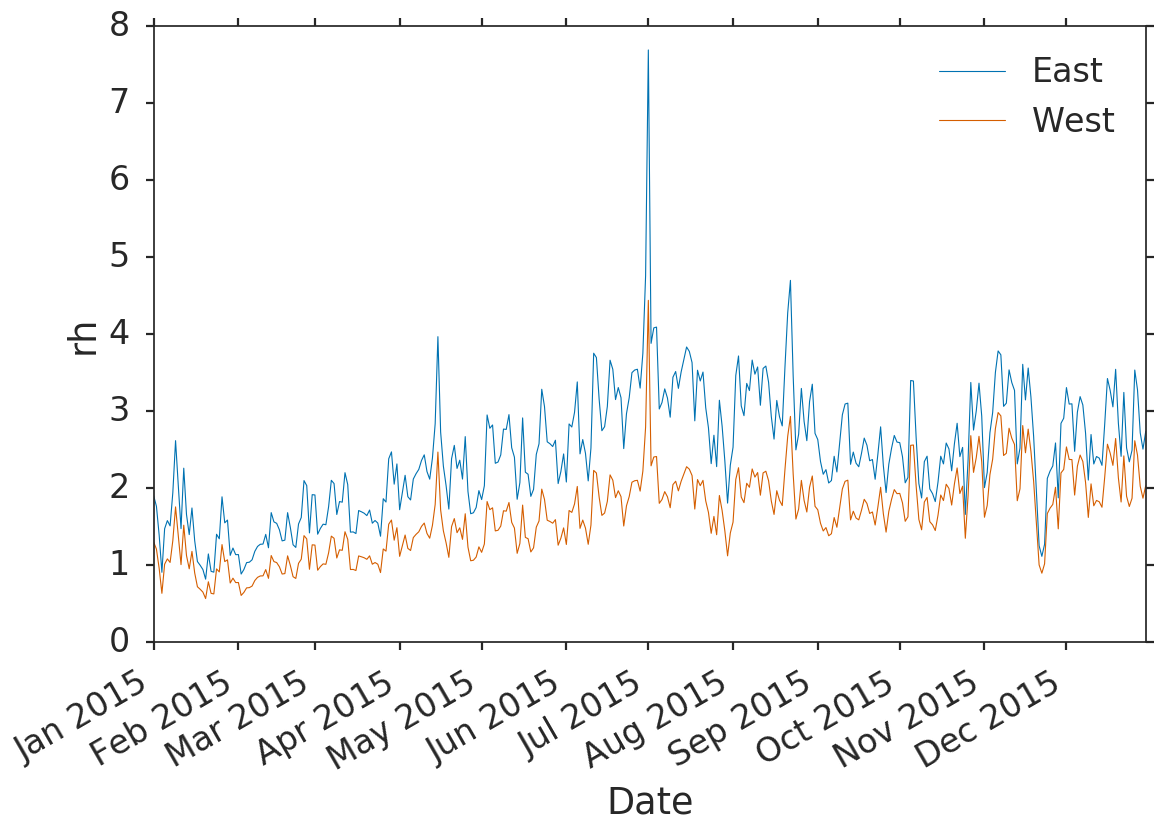 8
7
6
5
4
3
2
1
0
rh
East
West
Jan 2015
Feb 2015
Mar 2015
Apr 2015
May 2015
Jun 2015
Jul 2015
Aug 2015
Sep 2015
Oct 2015
Nov 2015
Dec 2015
Date